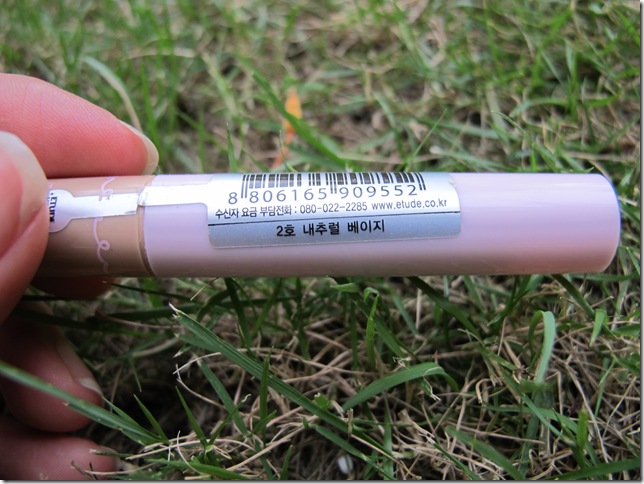 8 806165 909552
수신자 요금 부담전화 : 080-022-2285 www.etude.co.kr
2호 내추럴 베이지